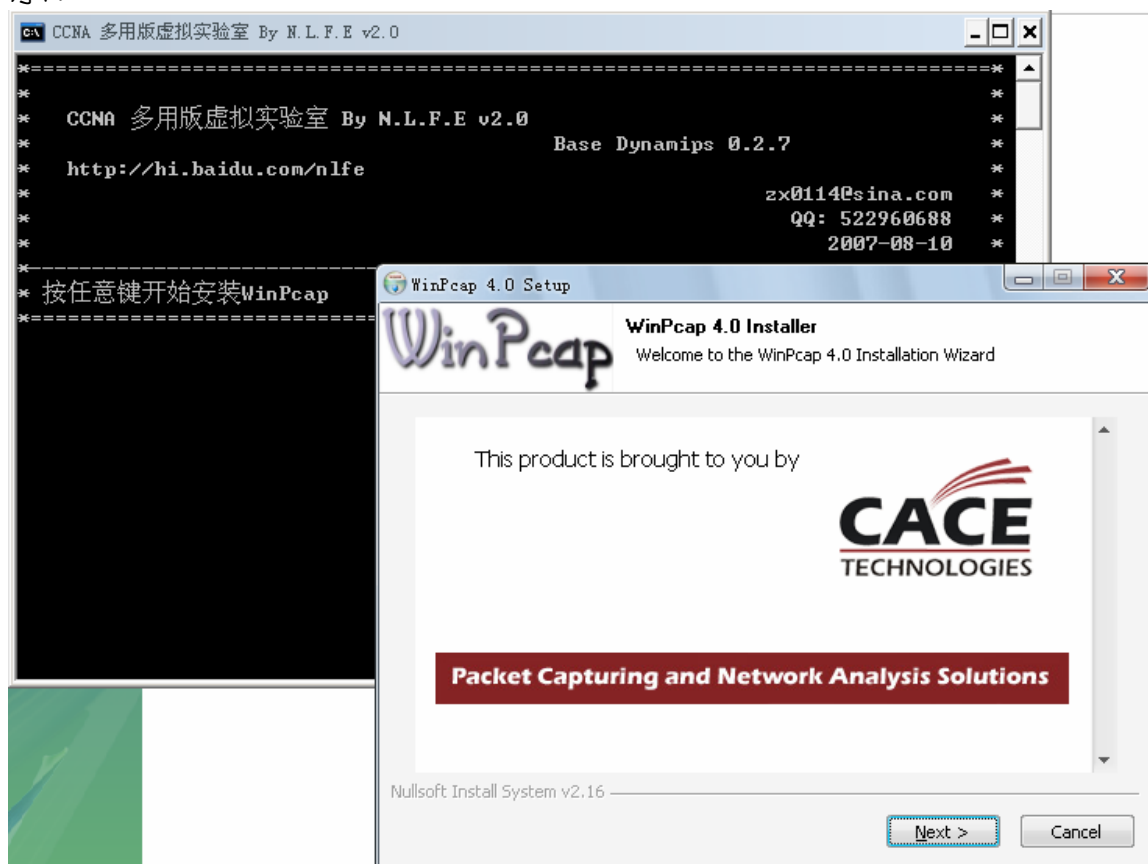 CCNA 多用版虚拟实验室 By N.L.F.E v2.0
*==============================================================================*
CCNA 多用版虚拟实验室 By N.L.F.E v2.0
Base Dynamips 0.2.7
http://hi.baidu.com/nlfe
zx0114@sina.com
QQ: 522960688
2007-08-10
* 按任意键开始安装WinPcap
WinPcap 4.0 Setup
WinPcap
WinPcap 4.0 Installer
Welcome to the WinPcap 4.0 Installation Wizard
This product is brought to you by
CACE
TECHNOLOGIES
Packet Capturing and Network Analysis Solutions
Nullsoft Install System v2.16
Next >
Cancel